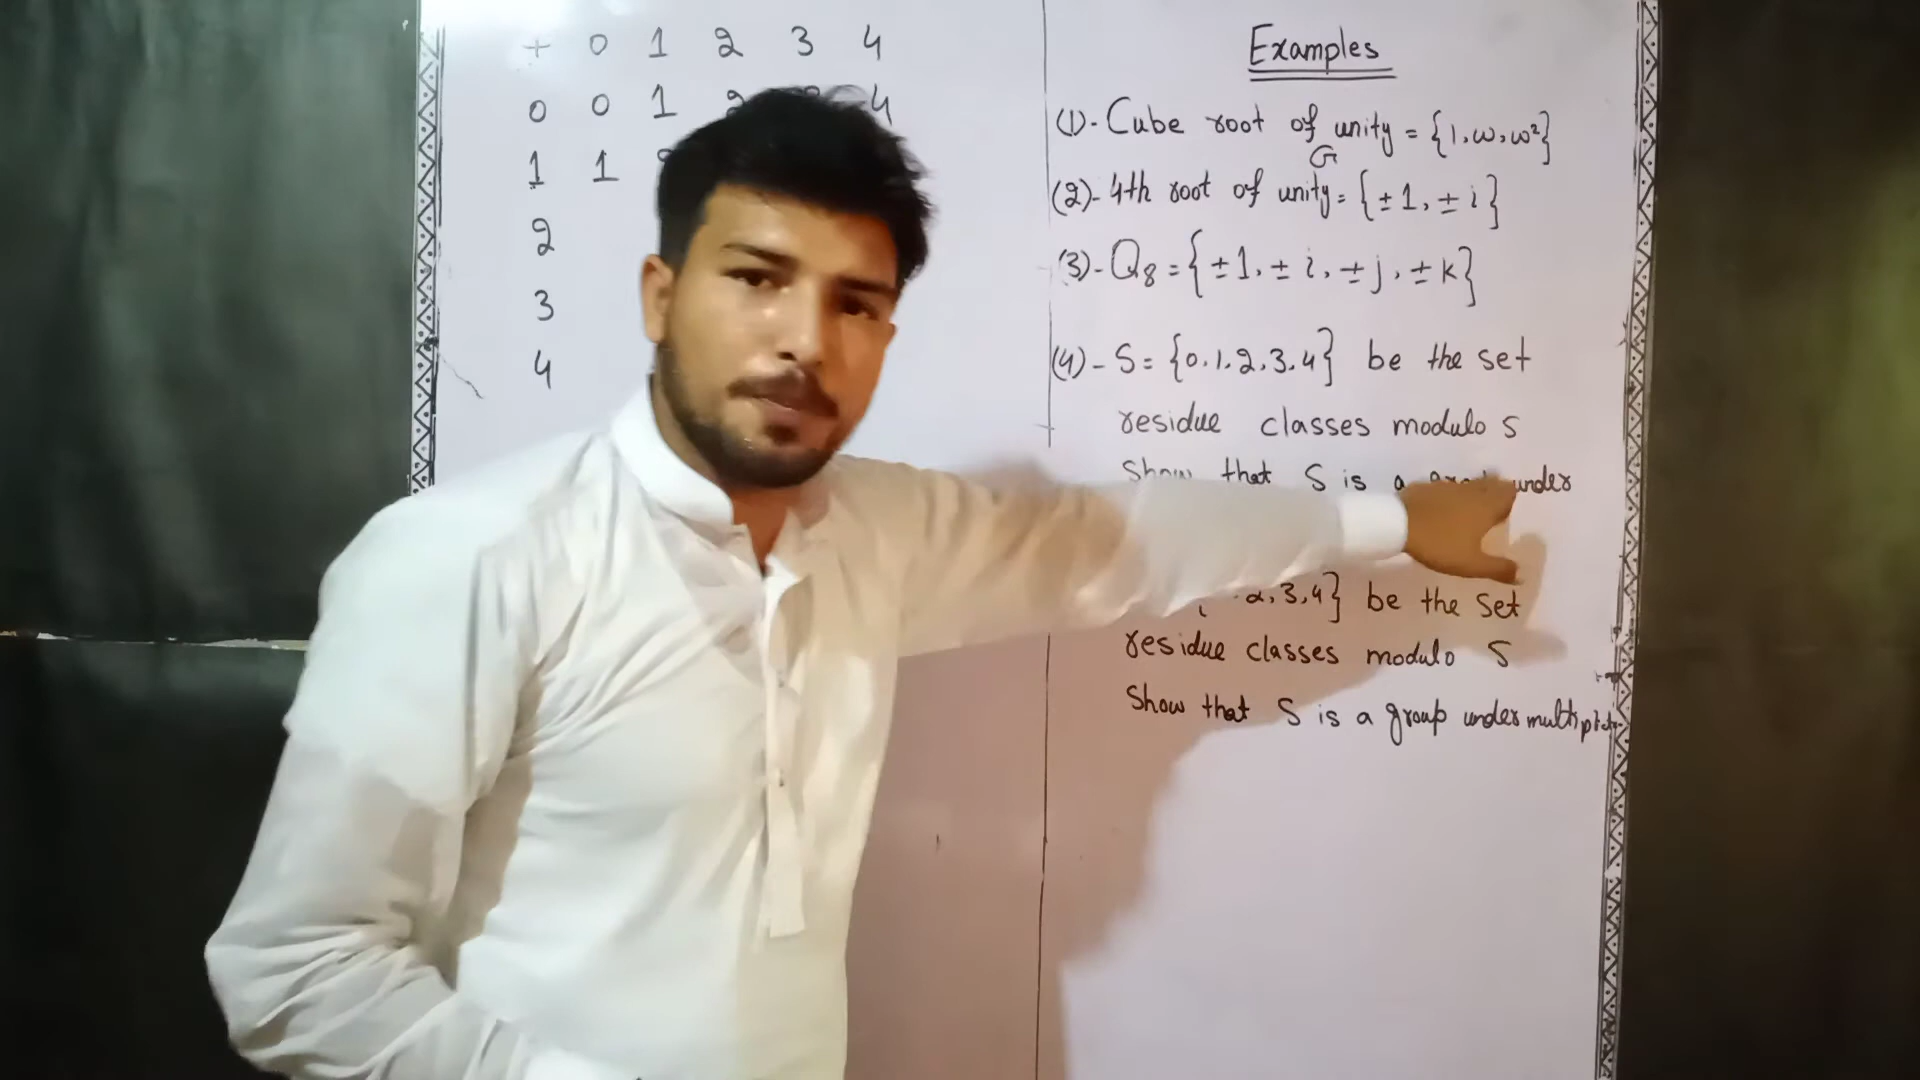 + 0 1 2 3 4
0 0 1 2 4
1 1
2
3
4
Examples
(1)- Cube root of unity = {1, ω, ω²}
G
(2)- 4th root of unity = {±1, ±i}
(3)- Q₈ = {±1, ±i, ±j, ±k}
(4)- S = {0, 1, 2, 3, 4} be the set
residue classes modulo 5
Show that S is a under
2, 3, 4} be the set
residue classes modulo 5
Show that S is a group under